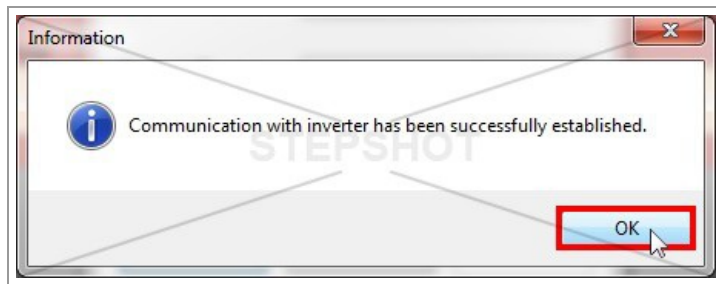 Information
Communication with inverter has been successfully established.
STEPSHOT
OK